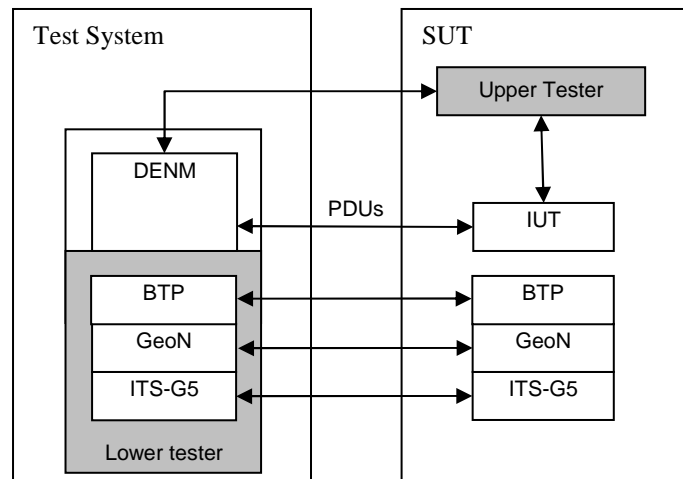 Test System
SUT
Upper Tester
DENM
PDUs
IUT
BTP
BTP
GeoN
GeoN
ITS-G5
ITS-G5
Lower tester